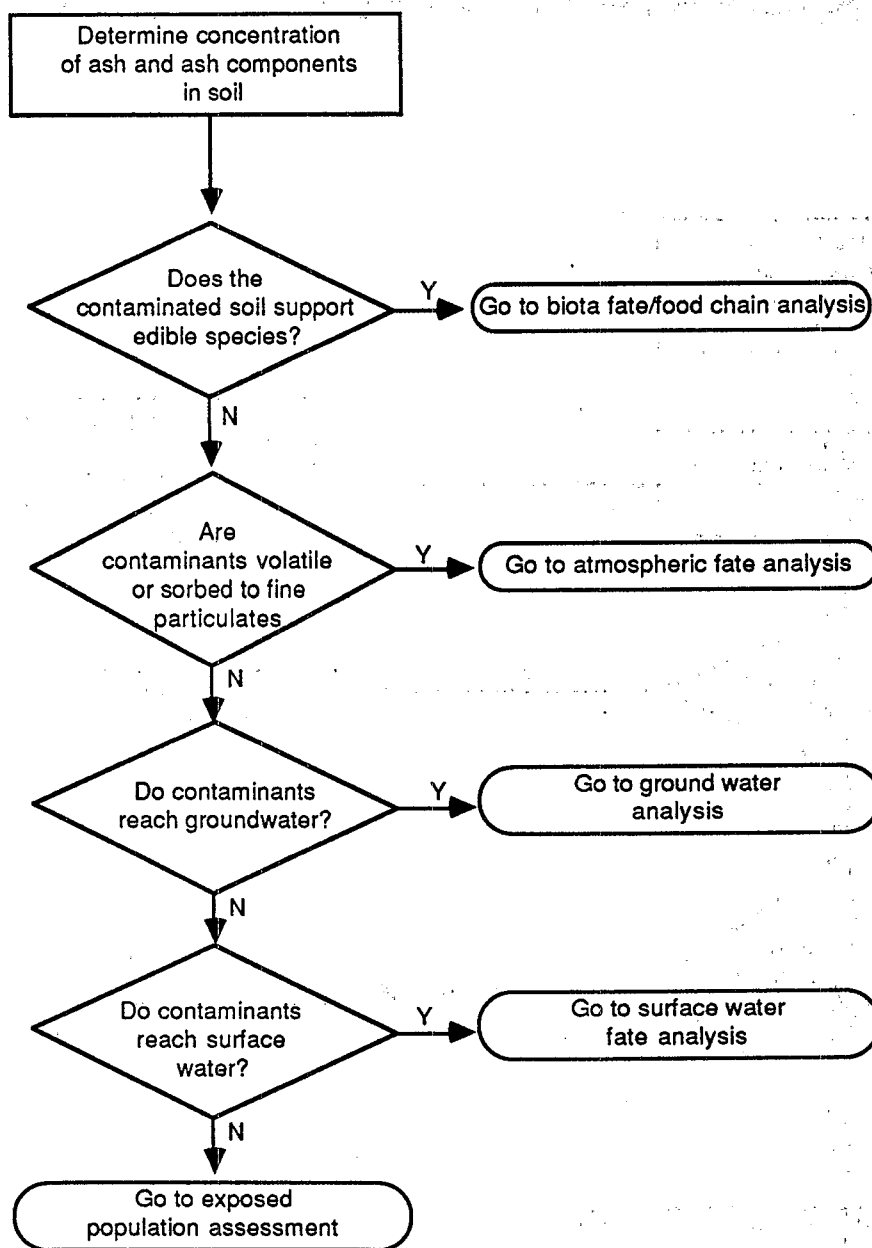 Determine concentration
of ash and ash components
in soil
Does the
contaminated soil support
edible species?
Y
Go to biota fate/food chain analysis
N
Are
contaminants volatile
or sorbed to fine
particulates
Y
Go to atmospheric fate analysis
N
Do contaminants
reach groundwater?
Y
Go to ground water
analysis
N
Do contaminants
reach surface
water?
Y
Go to surface water
fate analysis
N
Go to exposed
population assessment